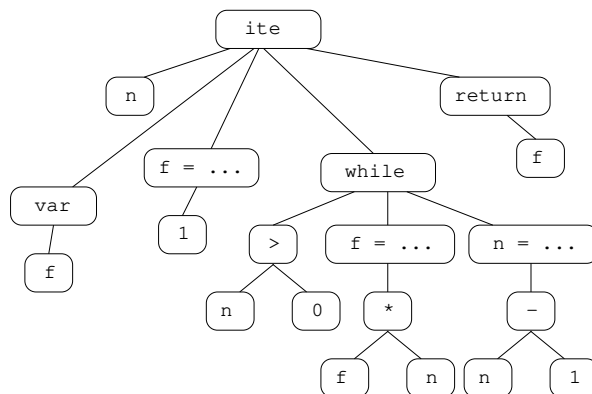 ite
n
return
f = ...
f
while
var
1
f
>
f = ...
n = ...
n
0
*
−
f
n
n
1